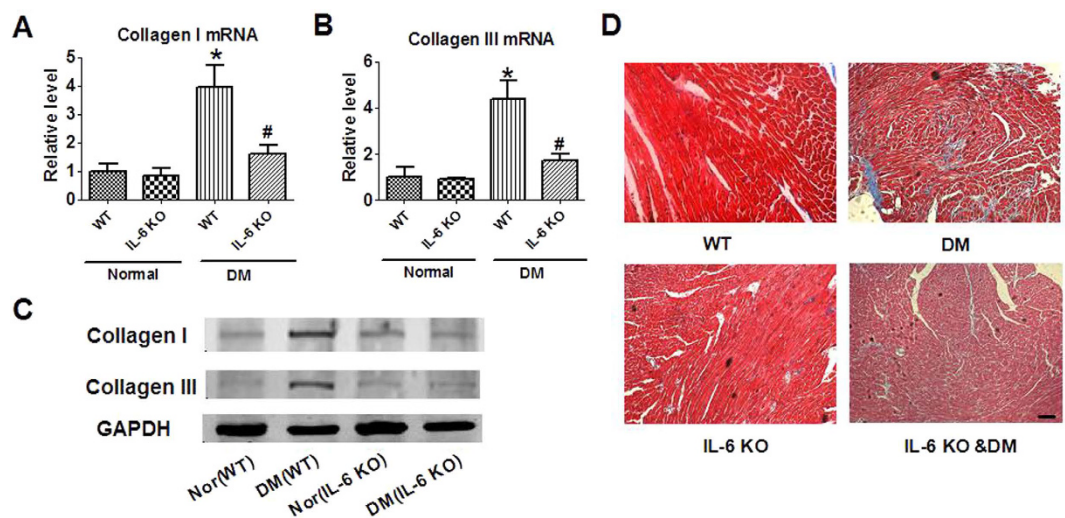 A
Collagen I mRNA
Relative level
5
4
3
2
1
0
*
#
WT
IL-6 KO
WT
IL-6 KO
Normal
DM
B
Collagen III mRNA
Relative level
6
4
2
0
*
#
WT
IL-6 KO
WT
IL-6 KO
Normal
DM
C
Collagen I
Collagen III
GAPDH
Nor(WT)
DM(WT)
Nor(IL-6 KO)
DM(IL-6 KO)
D
WT
DM
IL-6 KO
IL-6 KO &DM